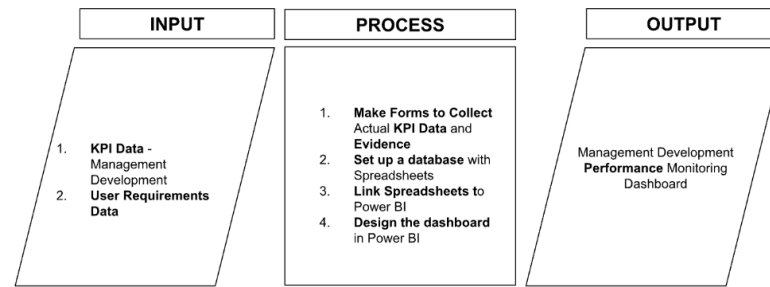 INPUT
PROCESS
OUTPUT
1. KPI Data -
Management
Development
2. User Requirements
Data
1. Make Forms to Collect
Actual KPI Data and
Evidence
2. Set up a database with
Spreadsheets
3. Link Spreadsheets to
Power BI
4. Design the dashboard
in Power BI
Management Development
Performance Monitoring
Dashboard